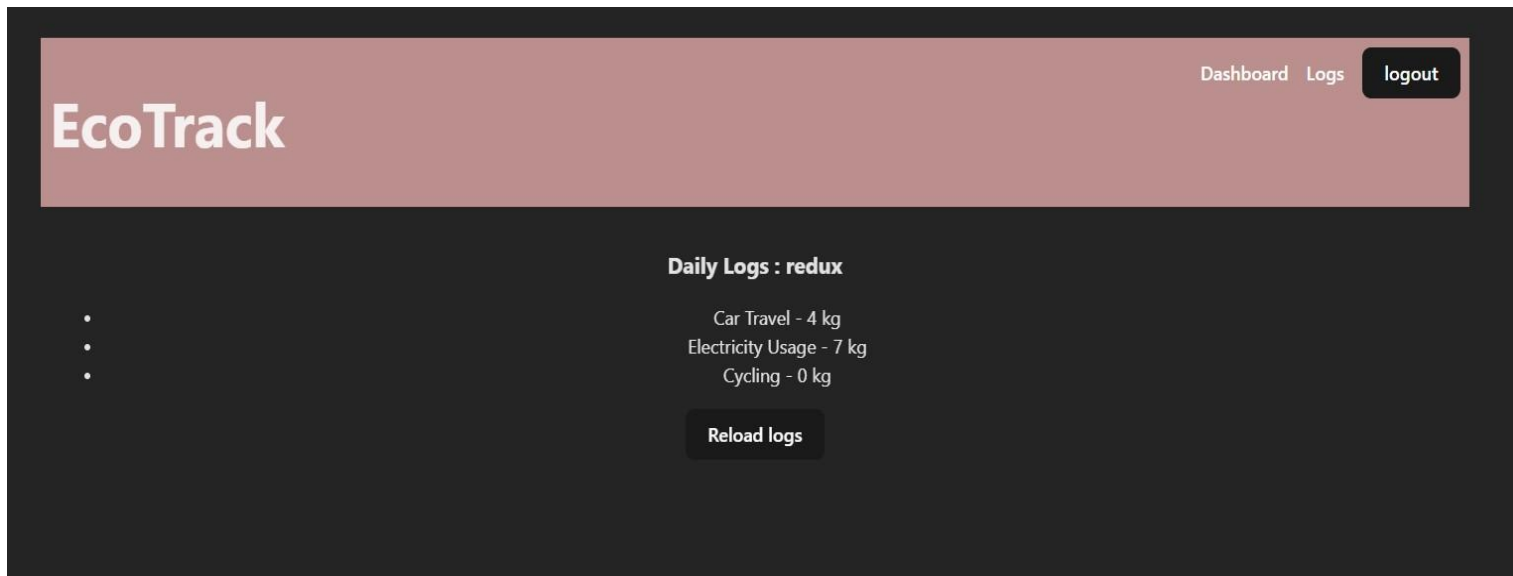 Dashboard Logs logout
EcoTrack
Daily Logs : redux
• Car Travel - 4 kg
• Electricity Usage - 7 kg
• Cycling - 0 kg
Reload logs